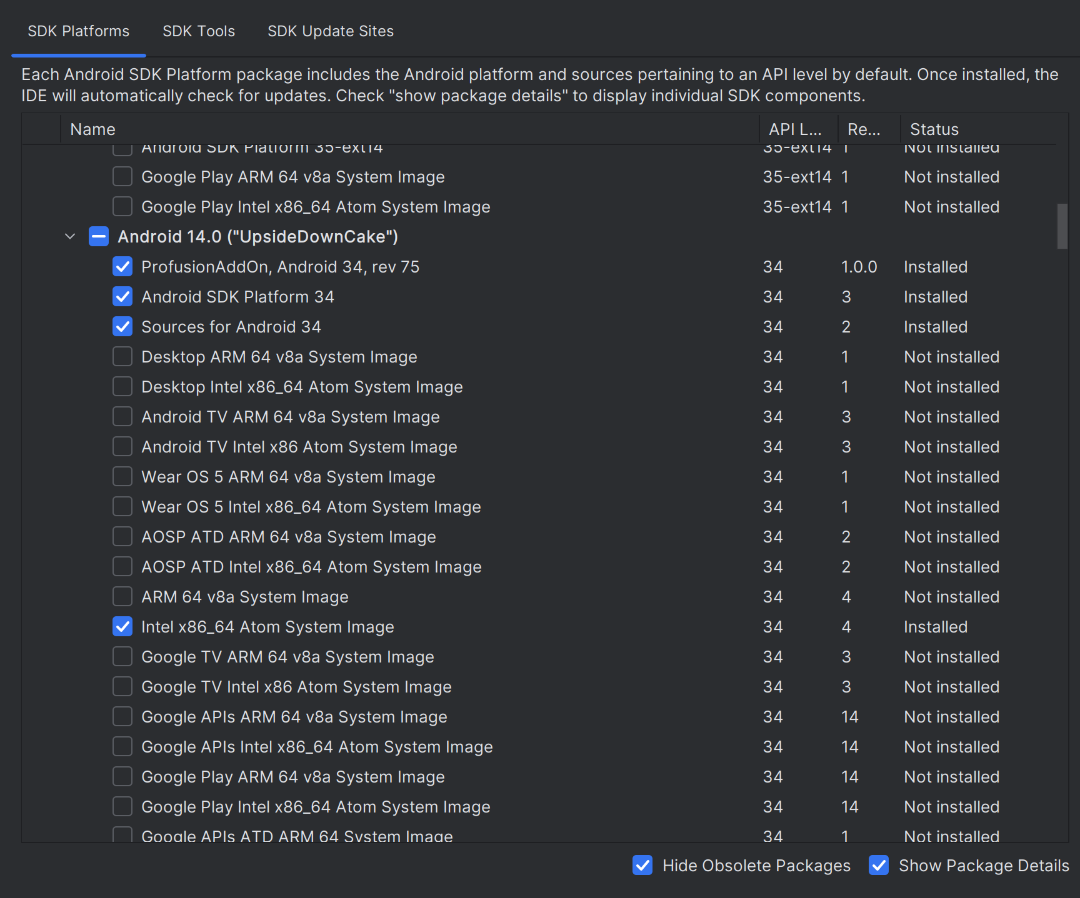 SDK Platforms SDK Tools SDK Update Sites
Each Android SDK Platform package includes the Android platform and sources pertaining to an API level by default. Once installed, the
IDE will automatically check for updates. Check "show package details" to display individual SDK components.
Name API L... Re... Status
Android SDK Platform 35-ext14 35-ext14 1 Not installed
Google Play ARM 64 v8a System Image 35-ext14 1 Not installed
Google Play Intel x86_64 Atom System Image 35-ext14 1 Not installed
Android 14.0 ("UpsideDownCake")
ProfusionAddOn, Android 34, rev 75 34 1.0.0 Installed
Android SDK Platform 34 34 3 Installed
Sources for Android 34 34 2 Installed
Desktop ARM 64 v8a System Image 34 1 Not installed
Desktop Intel x86_64 Atom System Image 34 1 Not installed
Android TV ARM 64 v8a System Image 34 3 Not installed
Android TV Intel x86 Atom System Image 34 3 Not installed
Wear OS 5 ARM 64 v8a System Image 34 1 Not installed
Wear OS 5 Intel x86_64 Atom System Image 34 1 Not installed
AOSP ATD ARM 64 v8a System Image 34 2 Not installed
AOSP ATD Intel x86_64 Atom System Image 34 2 Not installed
ARM 64 v8a System Image 34 4 Not installed
Intel x86_64 Atom System Image 34 4 Installed
Google TV ARM 64 v8a System Image 34 3 Not installed
Google TV Intel x86 Atom System Image 34 3 Not installed
Google APIs ARM 64 v8a System Image 34 14 Not installed
Google APIs Intel x86_64 Atom System Image 34 14 Not installed
Google Play ARM 64 v8a System Image 34 14 Not installed
Google Play Intel x86_64 Atom System Image 34 14 Not installed
Google APIs ATD ARM 64 System Image 34 1 Not installed
Hide Obsolete Packages Show Package Details